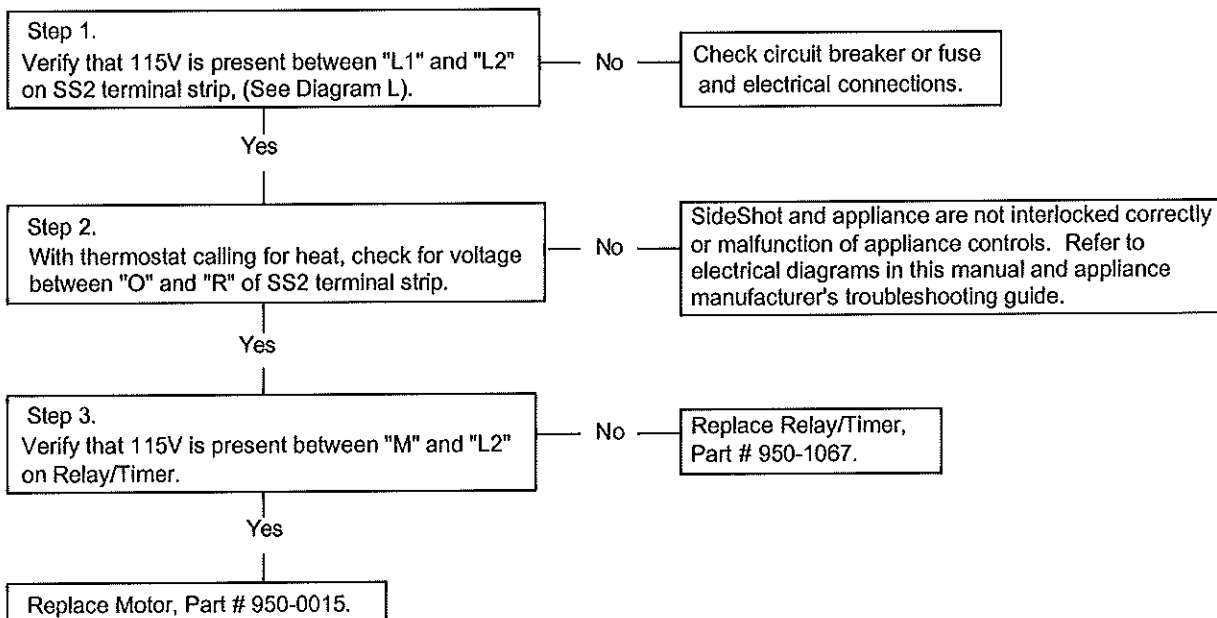 Step 1.
Verify that 115V is present between "L1" and "L2"
on SS2 terminal strip, (See Diagram L).
No
Check circuit breaker or fuse
and electrical connections.
Yes
Step 2.
With thermostat calling for heat, check for voltage
between "O" and "R" of SS2 terminal strip.
No
SideShot and appliance are not interlocked correctly
or malfunction of appliance controls. Refer to
electrical diagrams in this manual and appliance
manufacturer's troubleshooting guide.
Yes
Step 3.
Verify that 115V is present between "M" and "L2"
on Relay/Timer.
No
Replace Relay/Timer,
Part # 950-1067.
Yes
Replace Motor, Part # 950-0015.